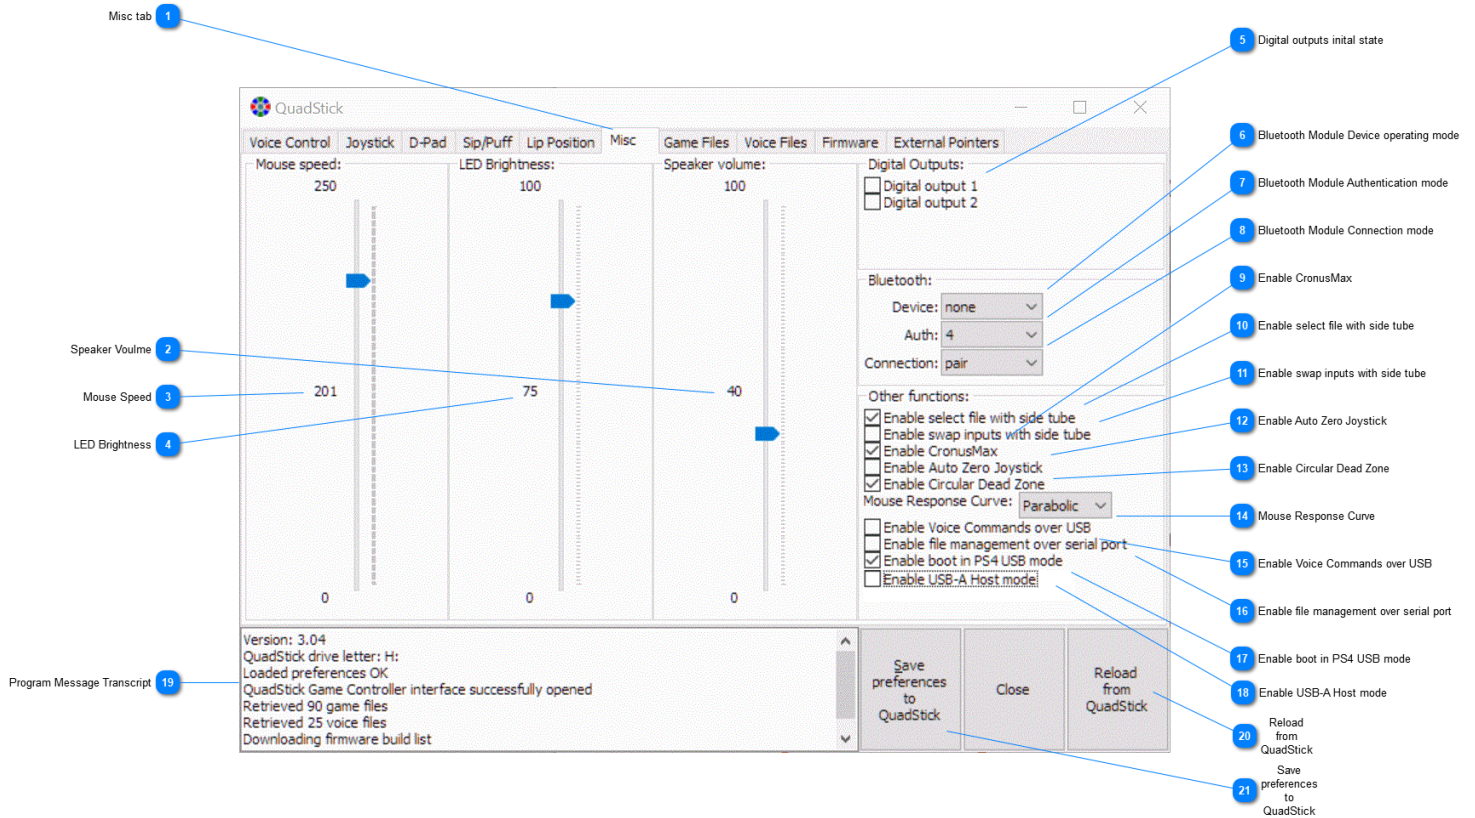 Misc tab
1
5
Digital outputs inital state
QuadStick
Voice Control
Joystick
D-Pad
Sip/Puff
Lip Position
Misc
Game Files
Voice Files
Firmware
External Pointers
Mouse speed:
250
201
0
LED Brightness:
100
75
0
Speaker volume:
100
40
0
Digital Outputs:
Digital output 1
Digital output 2
Bluetooth:
Device: none
Auth: 4
Connection: pair
Other functions:
Enable select file with side tube
Enable swap inputs with side tube
Enable CronusMax
Enable Auto Zero Joystick
Enable Circular Dead Zone
Mouse Response Curve: Parabolic
Enable Voice Commands over USB
Enable file management over serial port
Enable boot in PS4 USB mode
Enable USB-A Host mode
Version: 3.04
QuadStick drive letter: H:
Loaded preferences OK
QuadStick Game Controller interface successfully opened
Retrieved 90 game files
Retrieved 25 voice files
Downloading firmware build list
Save
preferences
to
QuadStick
Close
Reload
from
QuadStick
Speaker Voulme
2
Mouse Speed
3
LED Brightness
4
Program Message Transcript
19
6
Bluetooth Module Device operating mode
7
Bluetooth Module Authentication mode
8
Bluetooth Module Connection mode
9
Enable CronusMax
10
Enable select file with side tube
11
Enable swap inputs with side tube
12
Enable Auto Zero Joystick
13
Enable Circular Dead Zone
14
Mouse Response Curve
15
Enable Voice Commands over USB
16
Enable file management over serial port
17
Enable boot in PS4 USB mode
18
Enable USB-A Host mode
20
Reload
from
QuadStick
21
Save
preferences
to
QuadStick